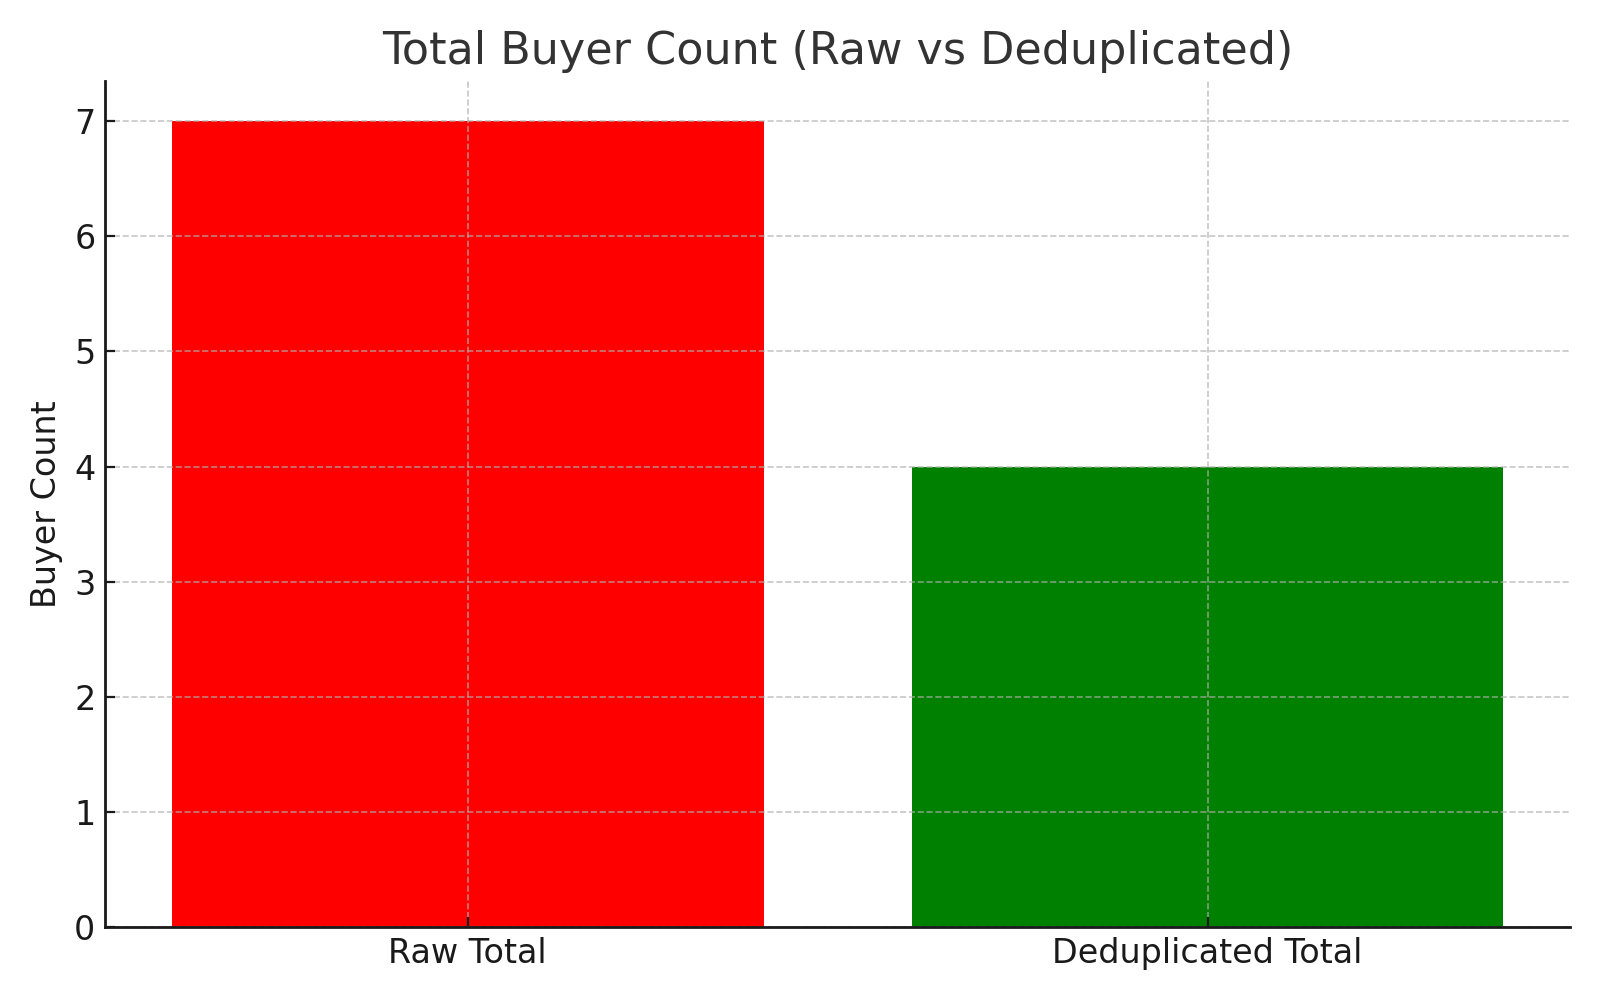 Total Buyer Count (Raw vs Deduplicated)
Buyer Count
7
6
5
4
3
2
1
0
Raw Total
Deduplicated Total